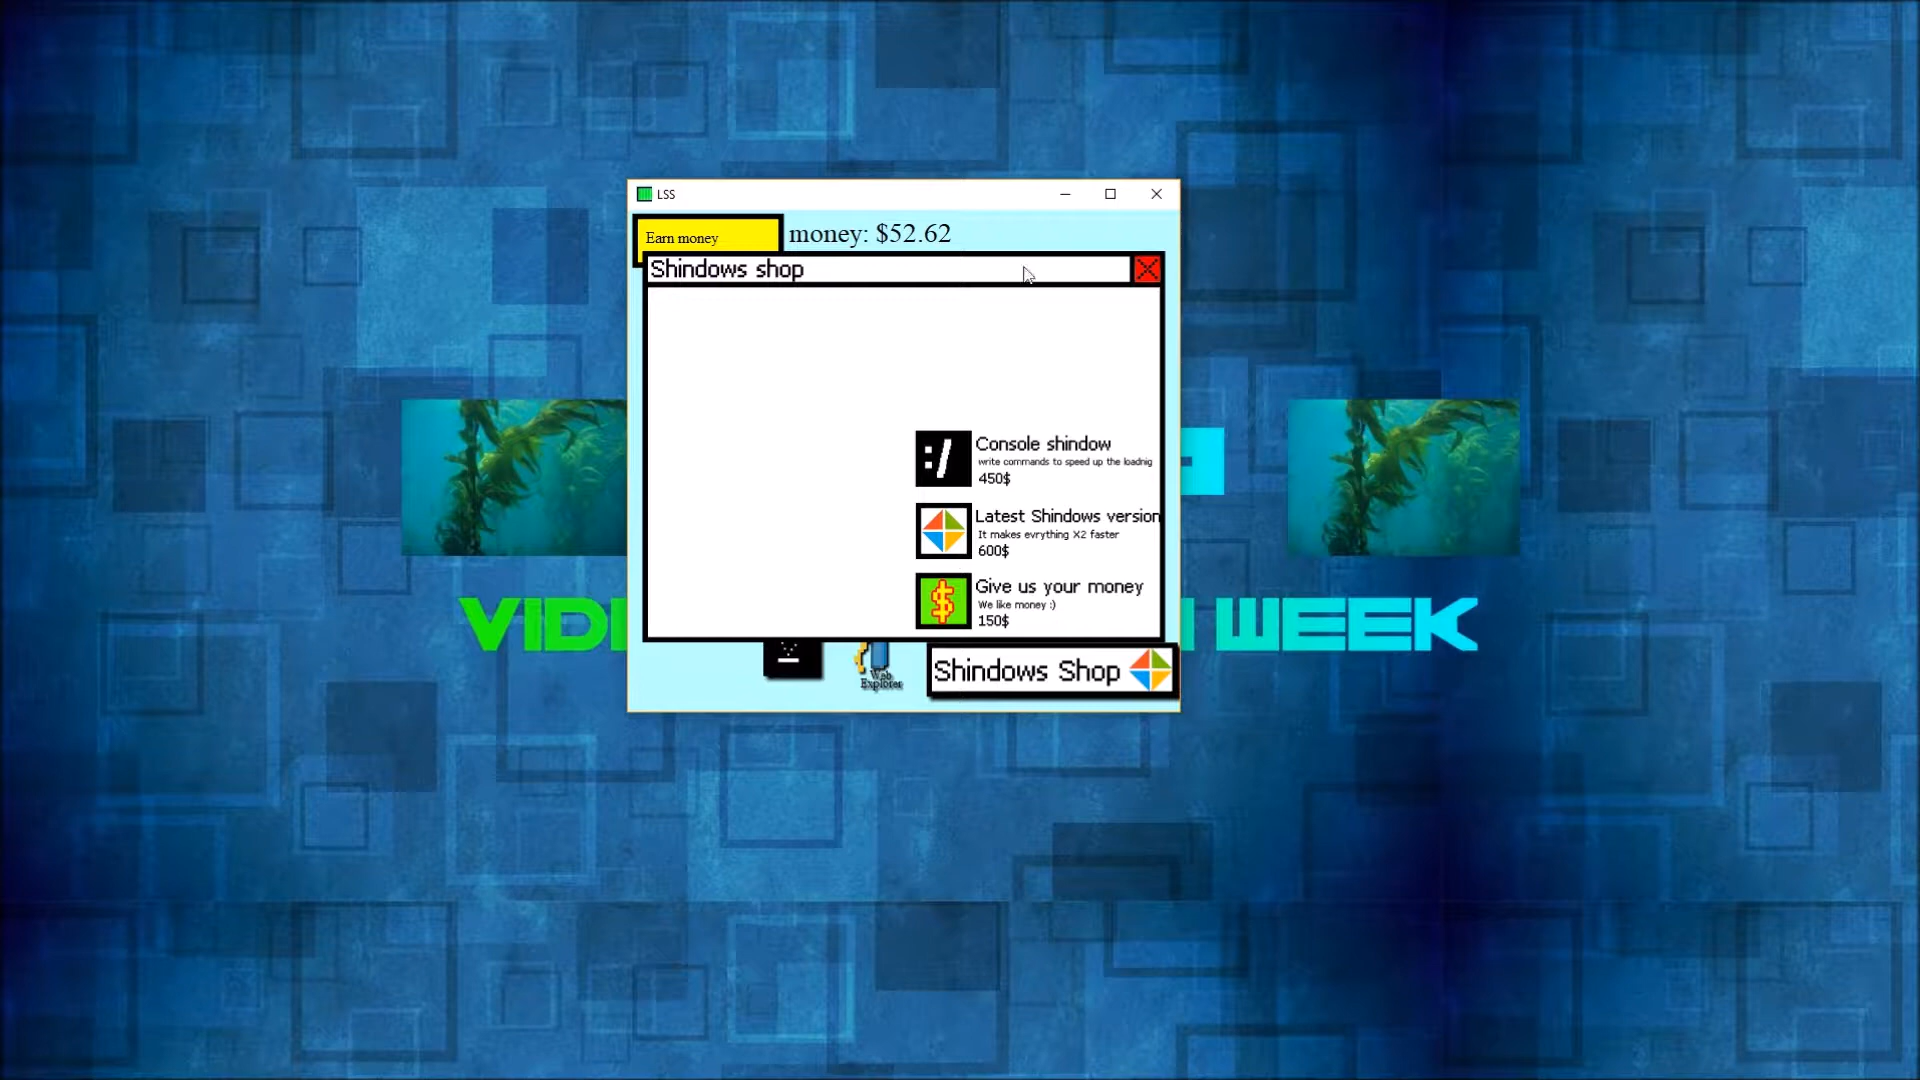 LSS
Earn money
money: $52.62
Shindows shop
:/
Console shindow
write commands to speed up the loadnig
450$
Latest Shindows version
It makes evrything X2 faster
600$
$
Give us your money
We like money :)
150$
WEEK
Web
Explorer
Shindows Shop